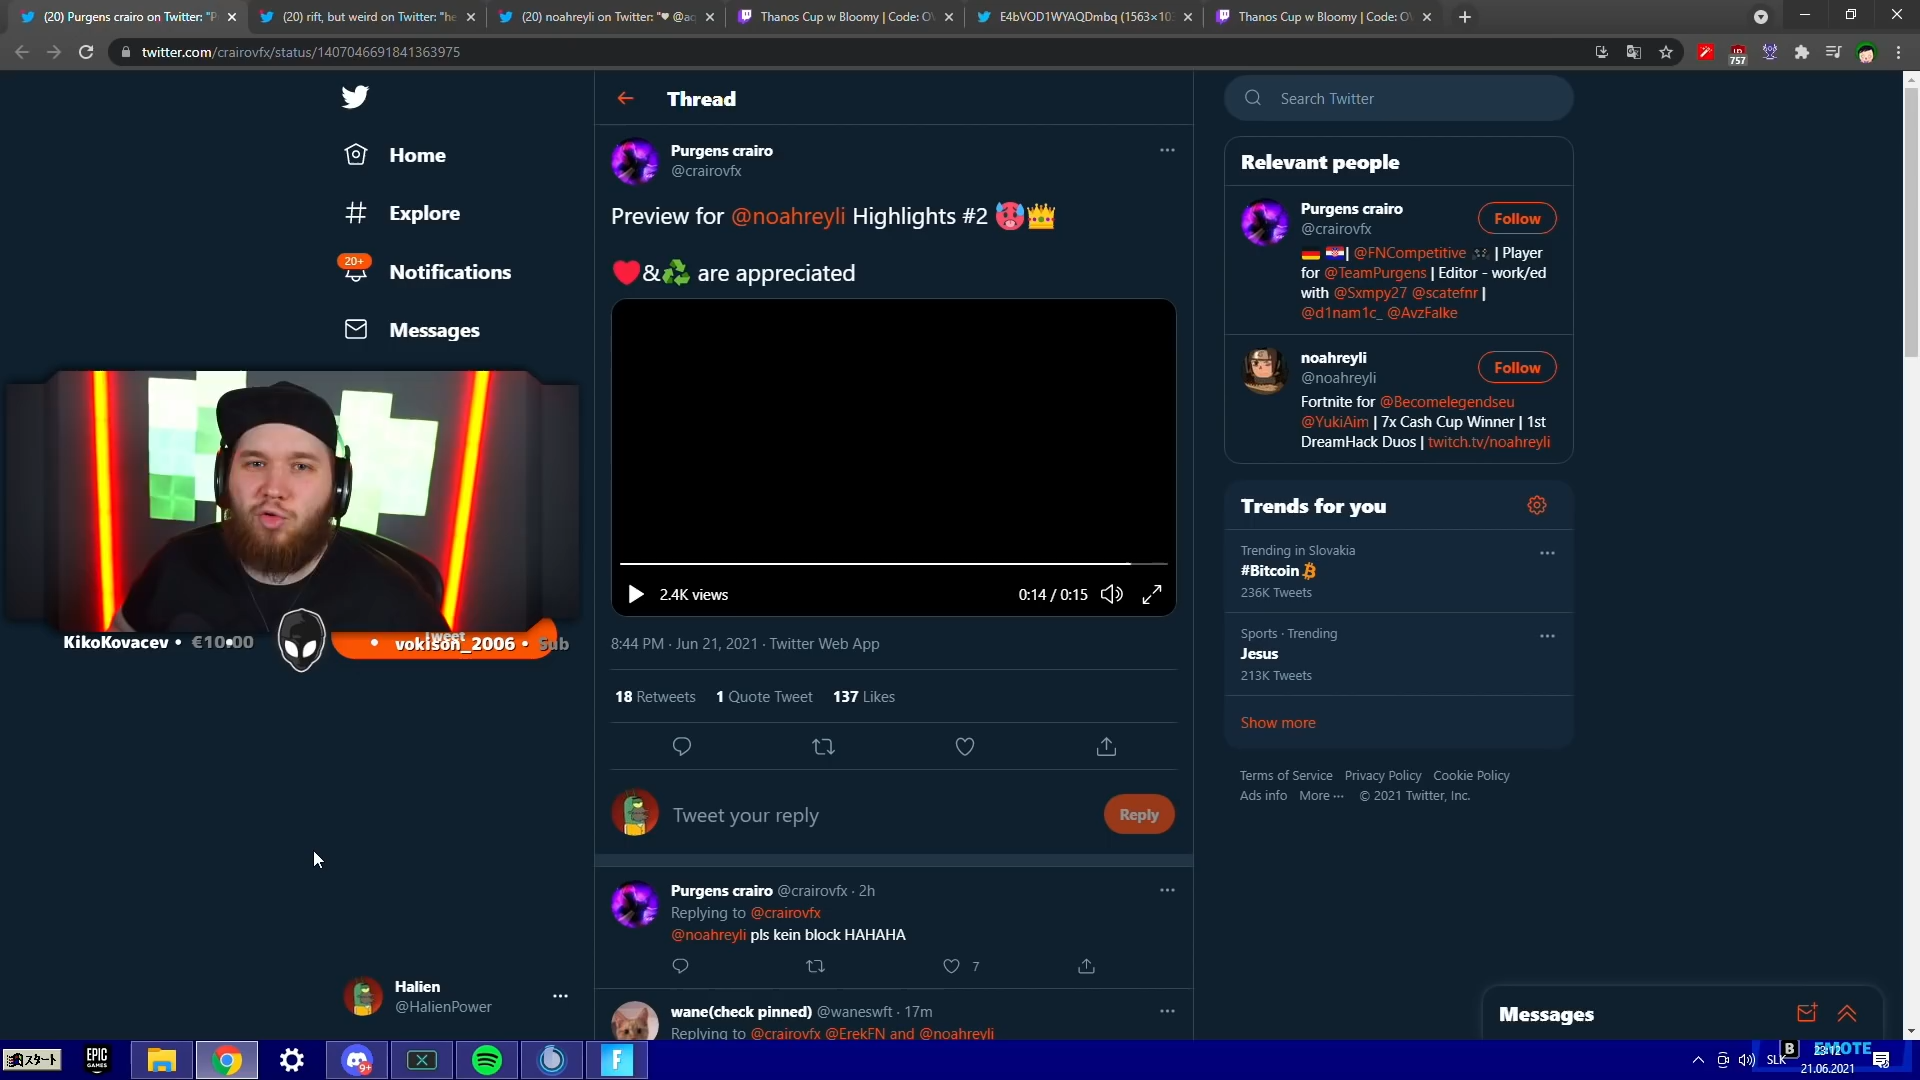 (20) Purgens crairo on Twitter: "P
(20) rift, but weird on Twitter: "he
(20) noahreyli on Twitter: "♥ @aq
Thanos Cup w Bloomy | Code: O
Thanos Cup w Bloomy | Code: O
E4bVOD1WYAQDmbq (1563×10
twitter.com/crairovfx/status/1407046691841363975
757
Home
Explore
20+
Notifications
Messages
KikoKovacev • €10.00
• vokison_2006 • Sub
Tweet
Halien
@HalienPower
Thread
Purgens crairo
@crairovfx
Preview for @noahreyli Highlights #2 🥵👑
❤️&♻️ are appreciated
2.4K views
0:14 / 0:15
8:44 PM · Jun 21, 2021 · Twitter Web App
18 Retweets 1 Quote Tweet 137 Likes
Tweet your reply
Reply
Purgens crairo @crairovfx · 2h
Replying to @crairovfx
@noahreyli pls kein block HAHAHA
7
wane(check pinned) @waneswft · 17m
Replying to @crairovfx @ErekFN and @noahreyli
Search Twitter
Relevant people
Purgens crairo
@crairovfx
Follow
🇩🇪 🇭🇷| @FNCompetitive 🎮 | Player
for @TeamPurgens | Editor - work/ed
with @Sxmpy27 @scatefnr |
@d1nam1c_ @AvzFalke
noahreyli
@noahreyli
Follow
Fortnite for @Becomelegendseu
@YukiAim | 7x Cash Cup Winner | 1st
DreamHack Duos | twitch.tv/noahreyli
Trends for you
Trending in Slovakia
#Bitcoin
236K Tweets
Sports · Trending
Jesus
213K Tweets
Show more
Terms of Service Privacy Policy Cookie Policy
Ads info More ··· © 2021 Twitter, Inc.
Messages
スタート
EPIC
GAMES
9+
SLK
B
EMOTE
23:12
21.06.2021